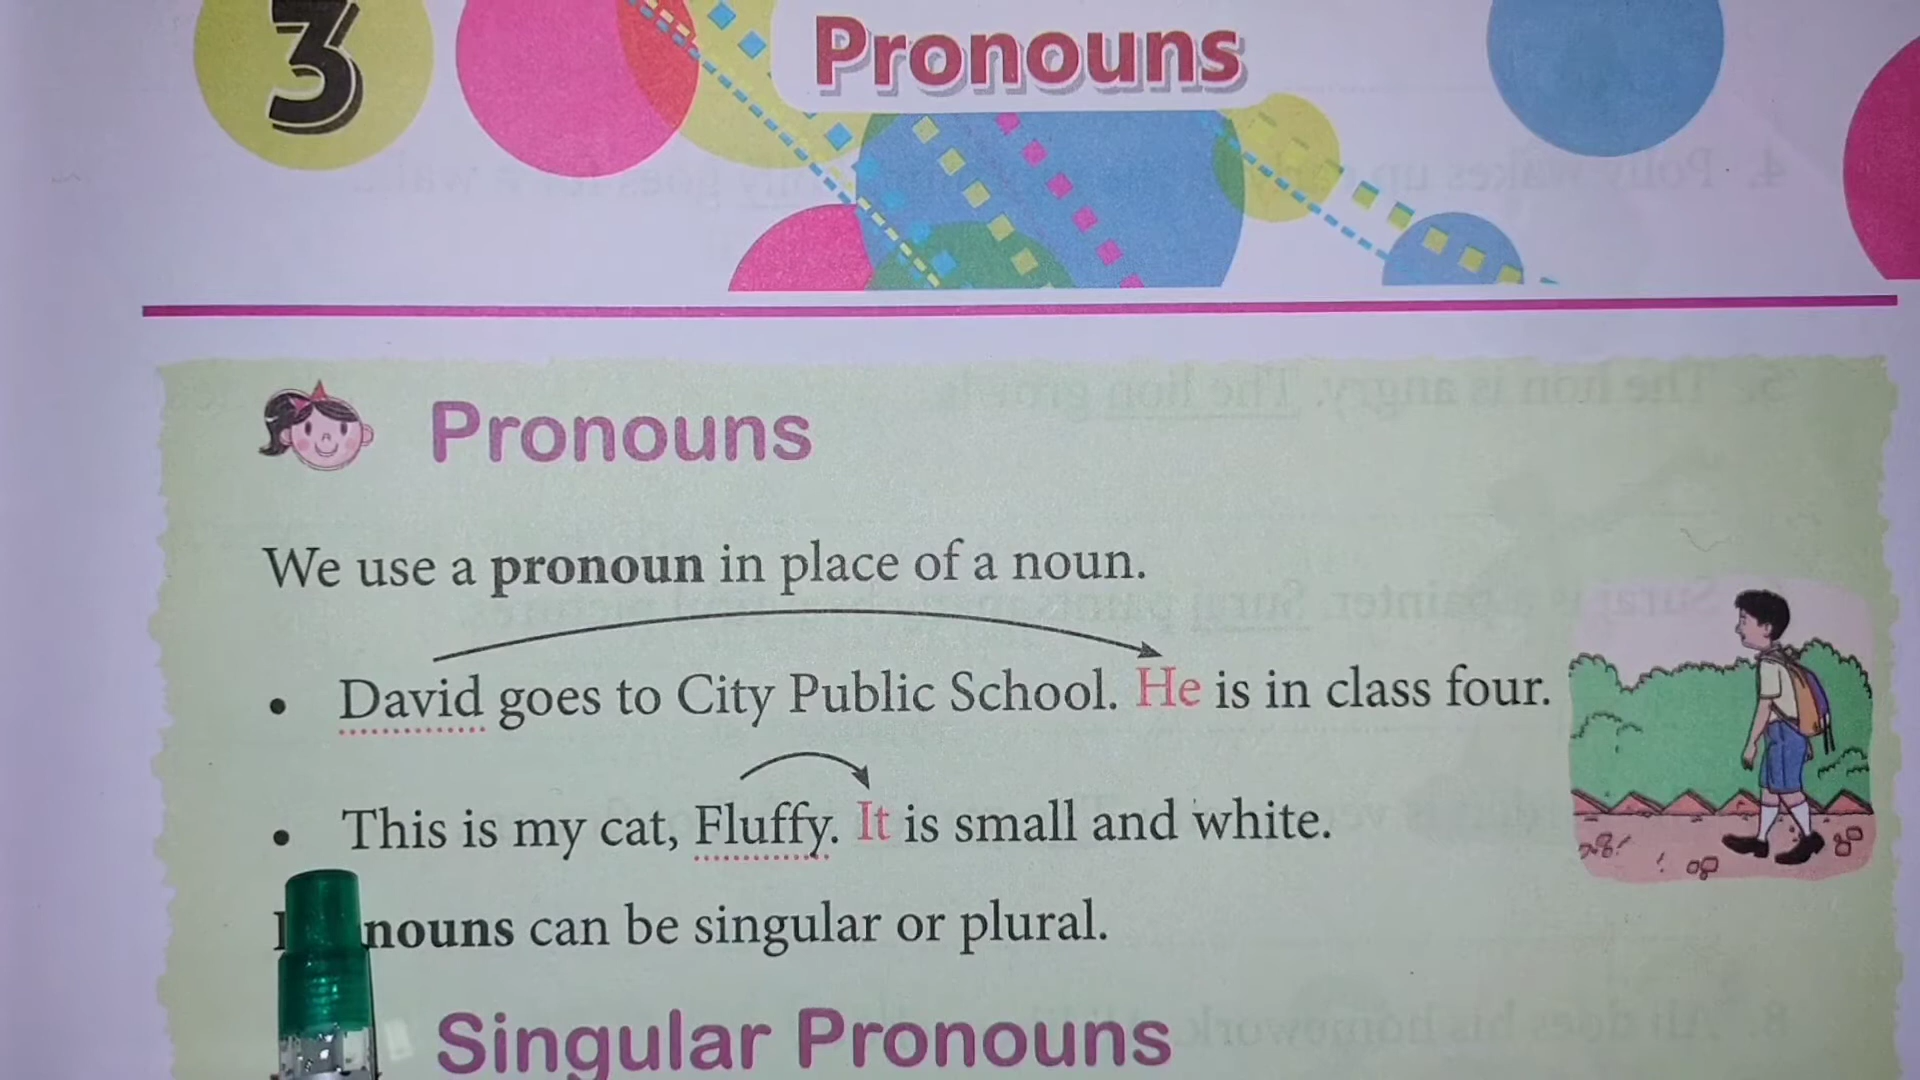 3
Pronouns
Pronouns
We use a pronoun in place of a noun.
• David goes to City Public School. He is in class four.
• This is my cat, Fluffy. It is small and white.
nouns can be singular or plural.
Singular Pronouns